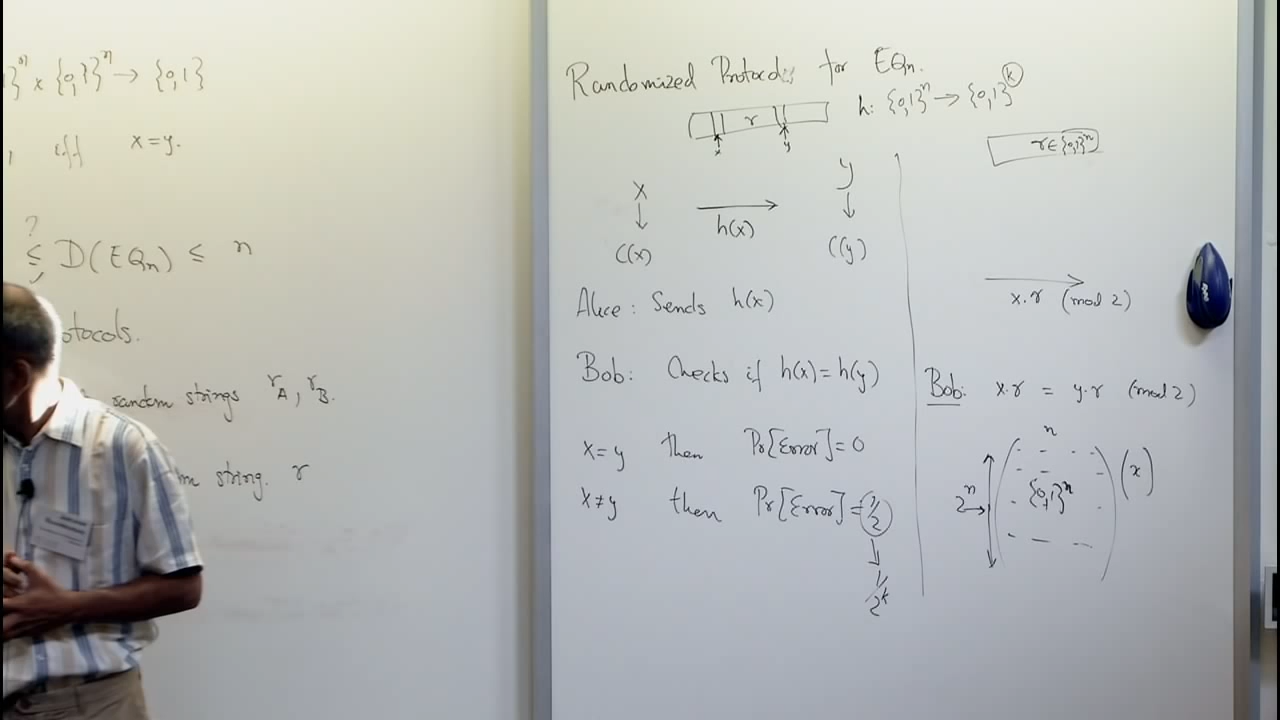 x {0,1}^n → {0,1}
iff x=y.
?
≤ D(EQn) ≤ n
otocols.
random strings r_A, r_B.
string. r
Randomized Protocols for EQn.
r
h: {0,1}^n → {0,1}^k
x y
x y
↓ → ↓
h(x)
C(x) C(y)
Alice: Sends h(x)
Bob: Checks if h(x)=h(y)
x=y then Pr[Error]=0
x≠y then Pr[Error]=1/2
↓
1/2^k
r∈{0,1}^n
→
x·r (mod 2)
Bob: x·r = y·r (mod 2)
n
2^n → {0,1}^n (x)